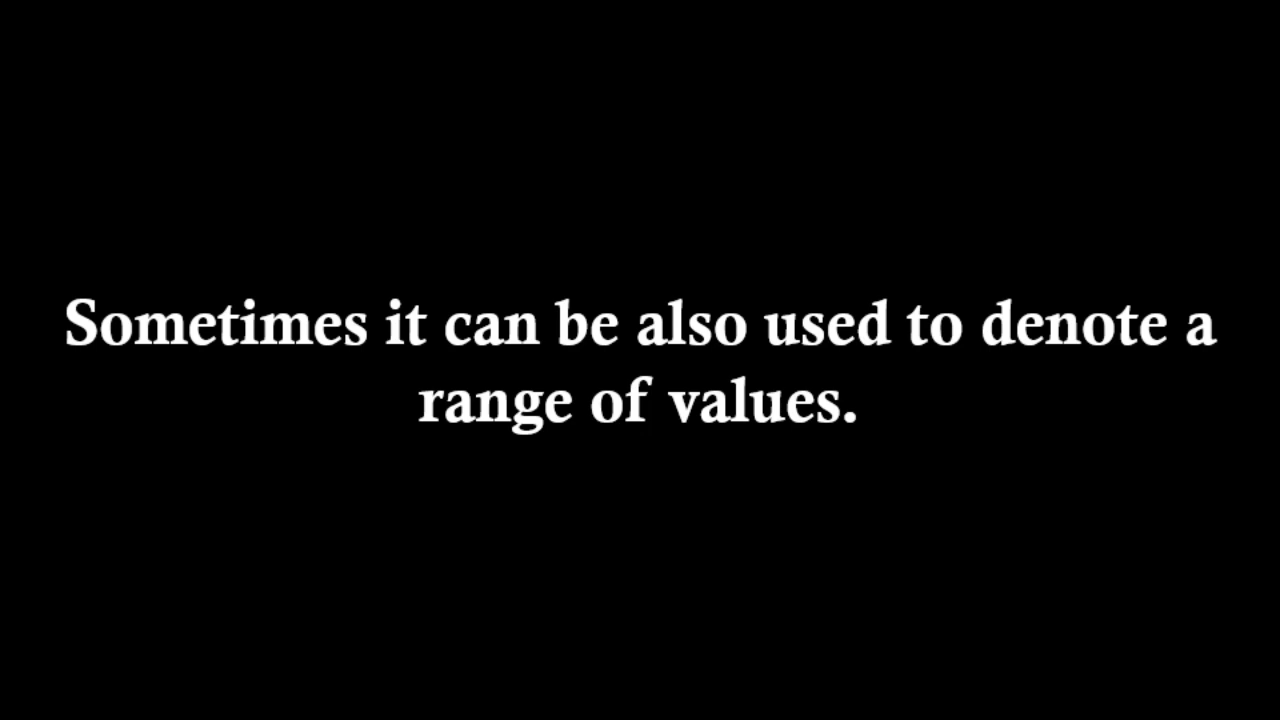 Sometimes it can be also used to denote a
range of values.